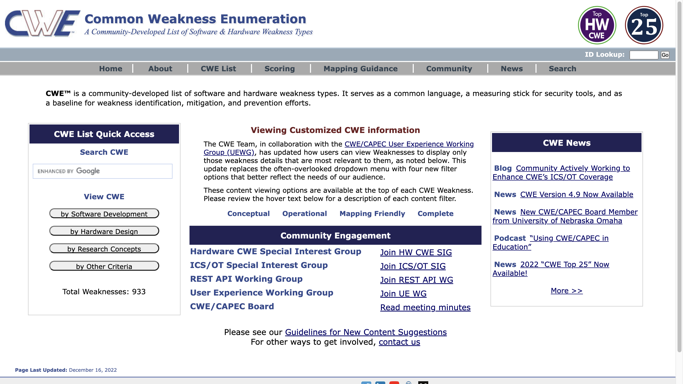 CWE
Common Weakness Enumeration
A Community-Developed List of Software & Hardware Weakness Types
Top
HW
CWE
Top
25
ID Lookup:
Go
Home
About
CWE List
Scoring
Mapping Guidance
Community
News
Search
CWE™ is a community-developed list of software and hardware weakness types. It serves as a common language, a measuring stick for security tools, and as
a baseline for weakness identification, mitigation, and prevention efforts.
CWE List Quick Access
Search CWE
ENHANCED BY Google
View CWE
by Software Development
by Hardware Design
by Research Concepts
by Other Criteria
Total Weaknesses: 933
Viewing Customized CWE information
The CWE Team, in collaboration with the CWE/CAPEC User Experience Working
Group (UEWG), has updated how users can view Weaknesses to display only
those weakness details that are most relevant to them, as noted below. This
update replaces the often-overlooked dropdown menu with four new filter
options that better reflect the needs of our audience.
These content viewing options are available at the top of each CWE Weakness.
Please review the hover text below for a description of each content filter.
Conceptual
Operational
Mapping Friendly
Complete
Community Engagement
Hardware CWE Special Interest Group Join HW CWE SIG
ICS/OT Special Interest Group Join ICS/OT SIG
REST API Working Group Join REST API WG
User Experience Working Group Join UE WG
CWE/CAPEC Board Read meeting minutes
Please see our Guidelines for New Content Suggestions
For other ways to get involved, contact us
CWE News
Blog Community Actively Working to
Enhance CWE's ICS/OT Coverage
News CWE Version 4.9 Now Available
News New CWE/CAPEC Board Member
from University of Nebraska Omaha
Podcast “Using CWE/CAPEC in
Education”
News 2022 “CWE Top 25” Now
Available!
More >>
Page Last Updated: December 16, 2022